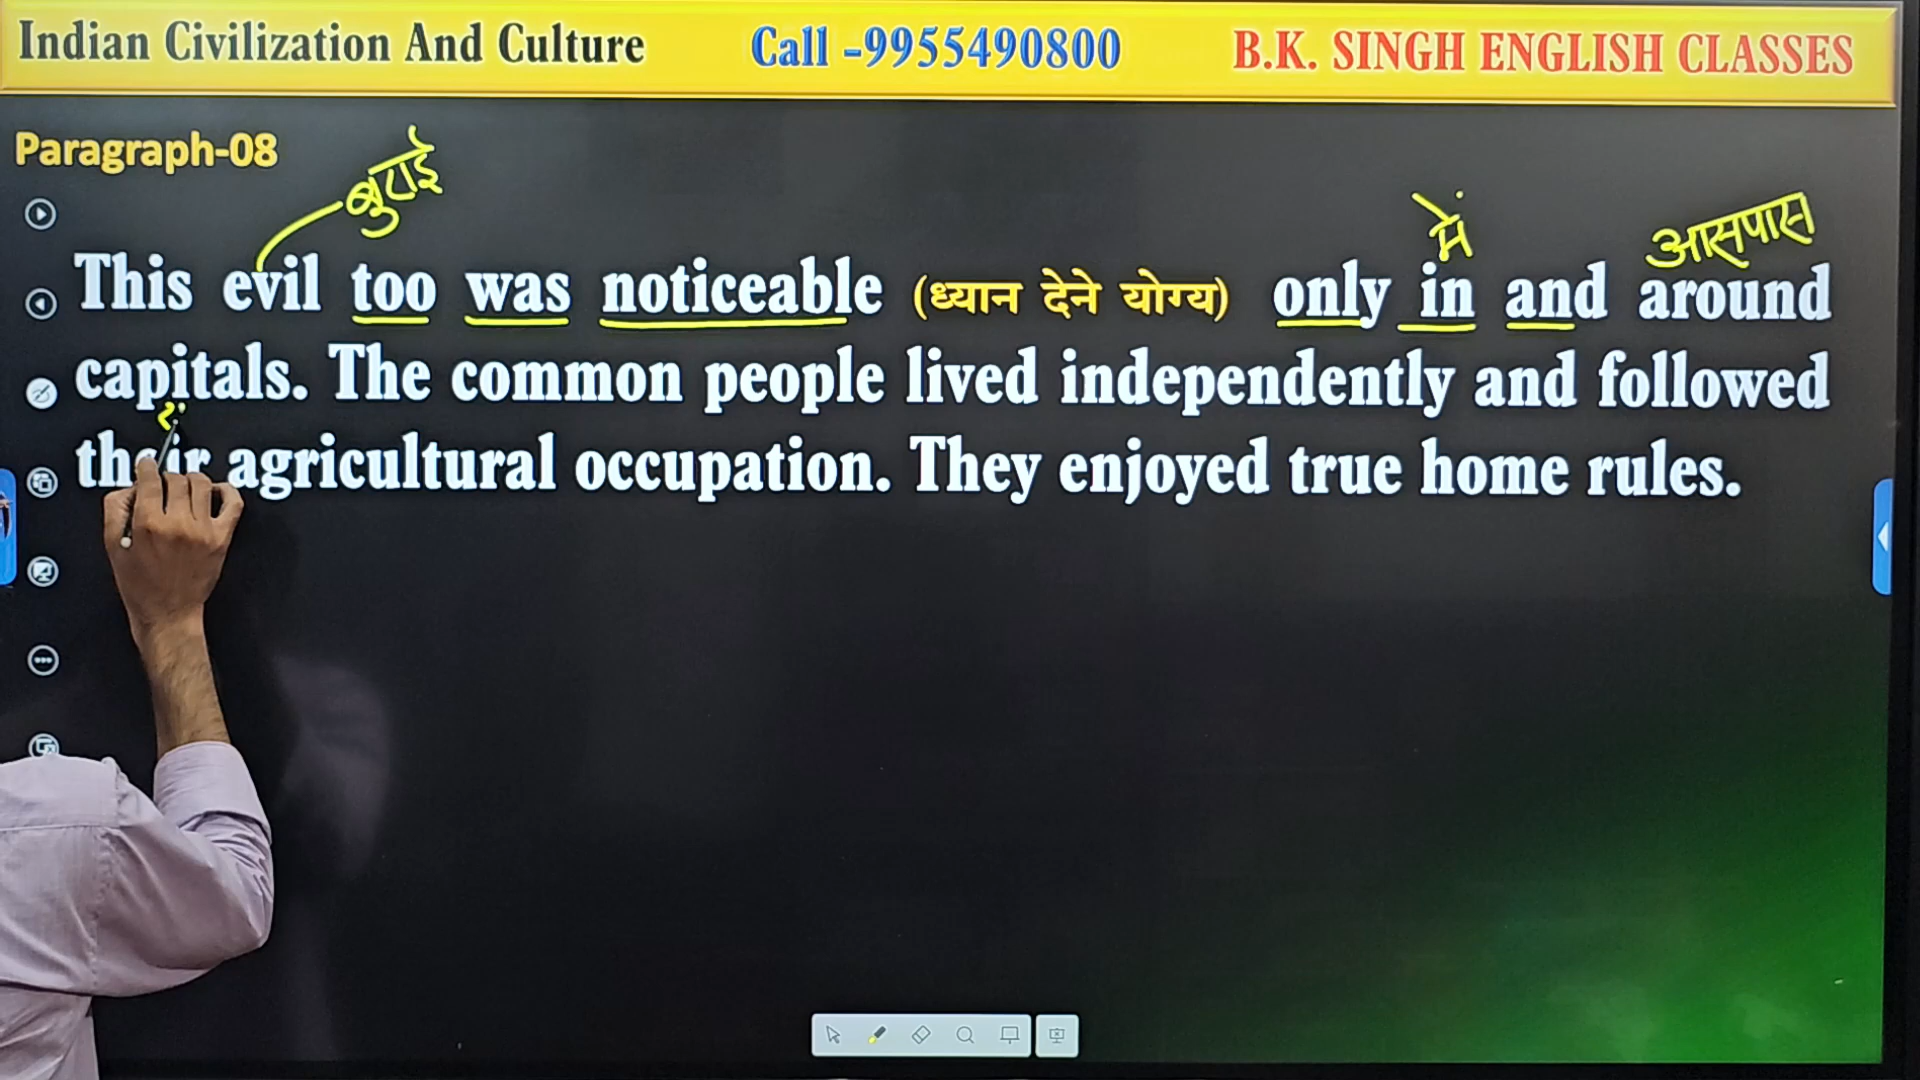 Indian Civilization And Culture Call -9955490800 B.K. SINGH ENGLISH CLASSES
Paragraph-08
बुराई
में
आसपास
This evil too was noticeable (ध्यान देने योग्य) only in and around
capitals. The common people lived independently and followed
their agricultural occupation. They enjoyed true home rules.